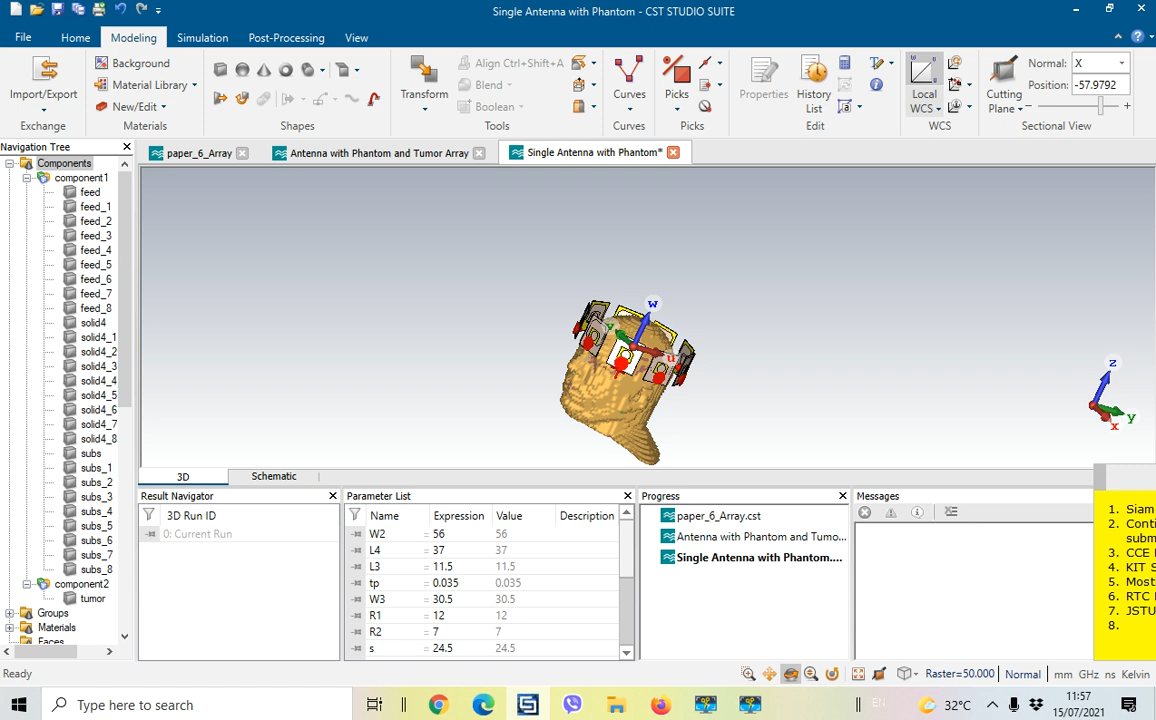 Single Antenna with Phantom - CST STUDIO SUITE
File Home Modeling Simulation Post-Processing View
Import/Export
Exchange
Background
Material Library
New/Edit
Materials
Shapes
Transform
Align Ctrl+Shift+A
Blend
Boolean
Tools
Curves
Curves
Picks
Picks
Properties
History
List
Edit
Local
WCS
WCS
Cutting
Plane
Normal: X
Position: -57.9792
Sectional View
Navigation Tree
paper_6_Array
Antenna with Phantom and Tumor Array
Single Antenna with Phantom*
Components
component1
feed
feed_1
feed_2
feed_3
feed_4
feed_5
feed_6
feed_7
feed_8
solid4
solid4_1
solid4_2
solid4_3
solid4_4
solid4_5
solid4_6
solid4_7
solid4_8
subs
subs_1
subs_2
subs_3
subs_4
subs_5
subs_6
subs_7
subs_8
component2
tumor
Groups
Materials
Faces
w
v
u
z
y
x
3D Schematic
Result Navigator
3D Run ID
0: Current Run
Parameter List
Name Expression Value Description
W2 = 56 56
L4 = 37 37
L3 = 11.5 11.5
tp = 0.035 0.035
W3 = 30.5 30.5
R1 = 12 12
R2 = 7 7
s = 24.5 24.5
Progress
paper_6_Array.cst
Antenna with Phantom and Tumo...
Single Antenna with Phantom....
Messages
1. Siam
2. Conti
subm
3. CCE
4. KIT S
5. Most
6. RTC
7. JSTU
8.
Ready
Raster=50.000 Normal mm GHz ns Kelvin
Type here to search
EN
32°C
11:57
15/07/2021